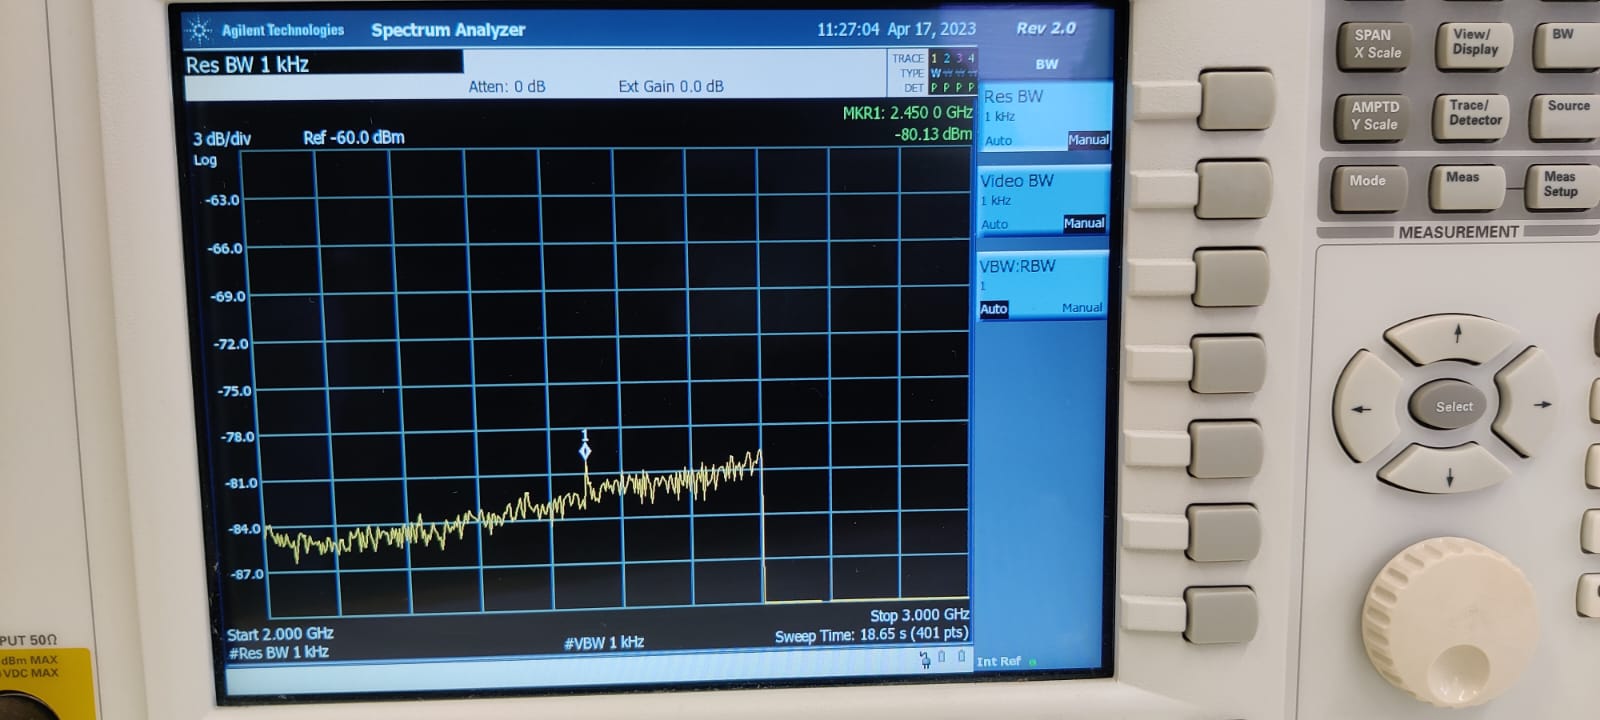 Agilent Technologies Spectrum Analyzer 11:27:04 Apr 17, 2023 Rev 2.0
Res BW 1 kHz
Atten: 0 dB Ext Gain 0.0 dB
TRACE 1 2 3 4
TYPE W W W W
DET P P P P
BW
MKR1: 2.450 0 GHz
-80.13 dBm
3 dB/div Ref -60.0 dBm
Log
-63.0
-66.0
-69.0
-72.0
-75.0
-78.0
-81.0
-84.0
-87.0
1
Start 2.000 GHz
#Res BW 1 kHz
#VBW 1 kHz
Stop 3.000 GHz
Sweep Time: 18.65 s (401 pts)
Res BW
1 kHz
Auto Manual
Video BW
1 kHz
Auto Manual
VBW:RBW
1
Auto Manual
Int Ref
SPAN
X Scale
View/
Display
BW
AMPTD
Y Scale
Trace/
Detector
Source
Mode
Meas
Meas
Setup
MEASUREMENT
Select
PUT 50Ω
dBm MAX
VDC MAX